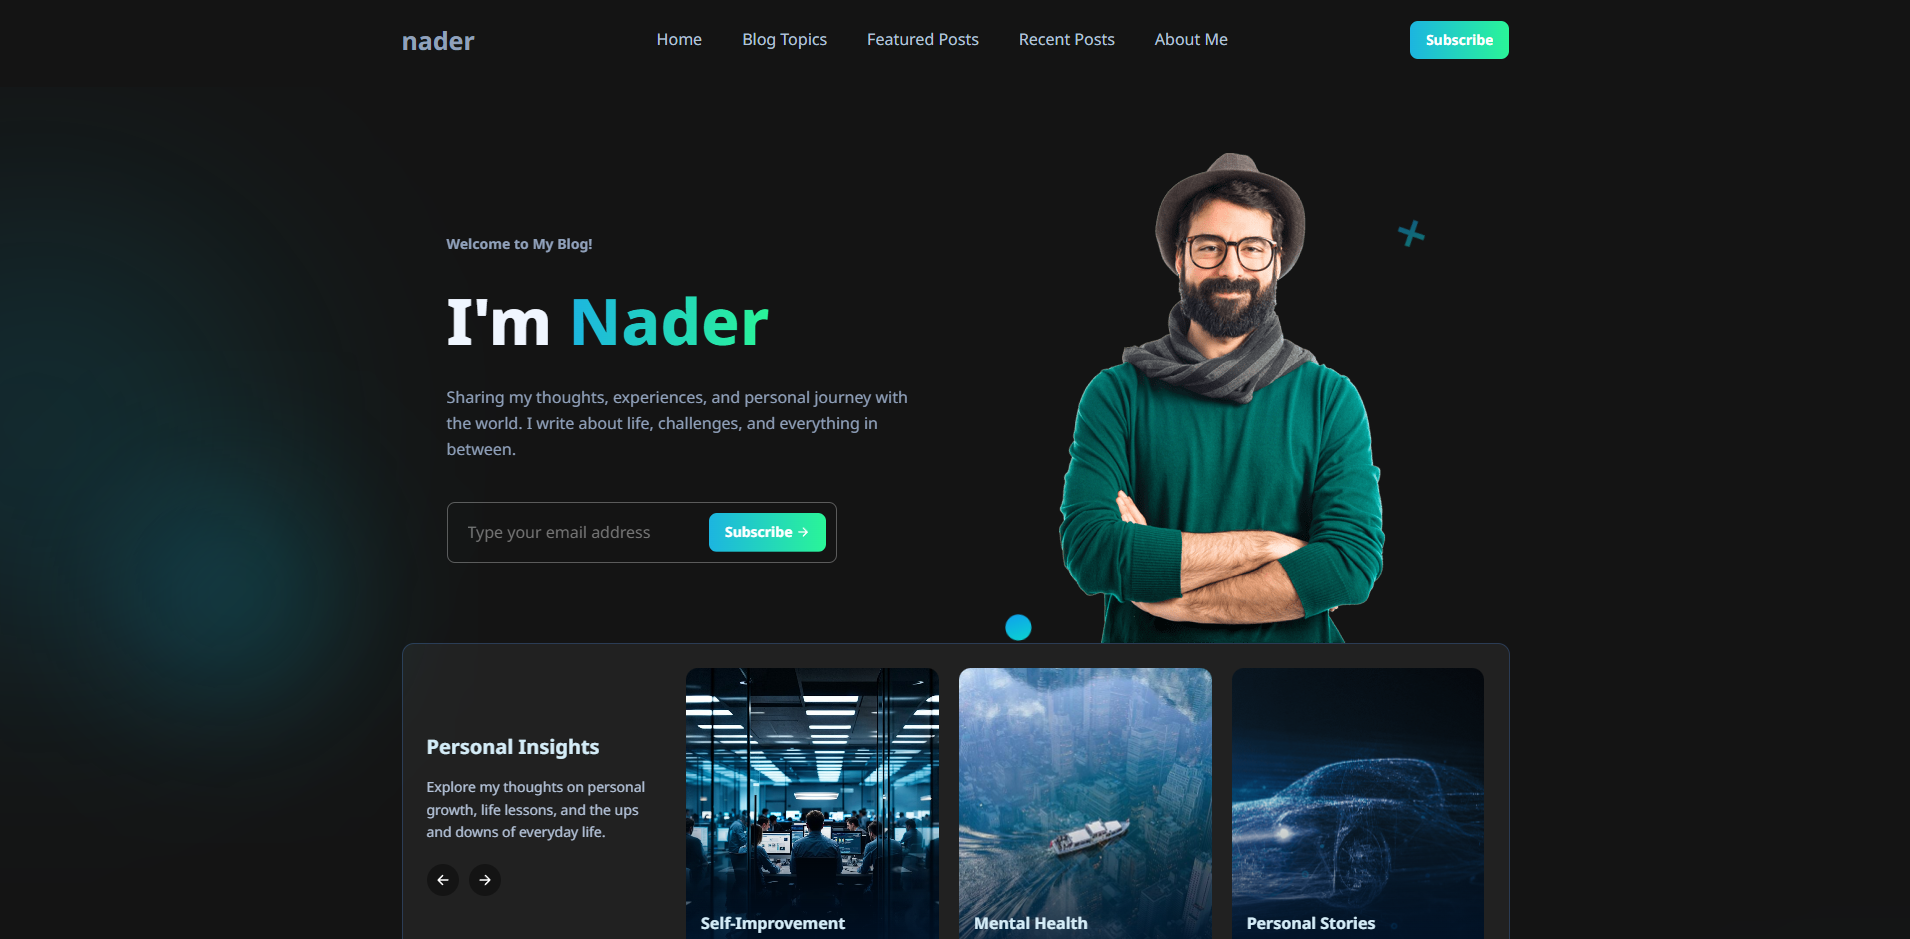 nader
Home
Blog Topics
Featured Posts
Recent Posts
About Me
Subscribe
Welcome to My Blog!
I'm Nader
Sharing my thoughts, experiences, and personal journey with
the world. I write about life, challenges, and everything in
between.
Type your email address
Subscribe →
Personal Insights
Explore my thoughts on personal
growth, life lessons, and the ups
and downs of everyday life.
Self-Improvement
Mental Health
Personal Stories